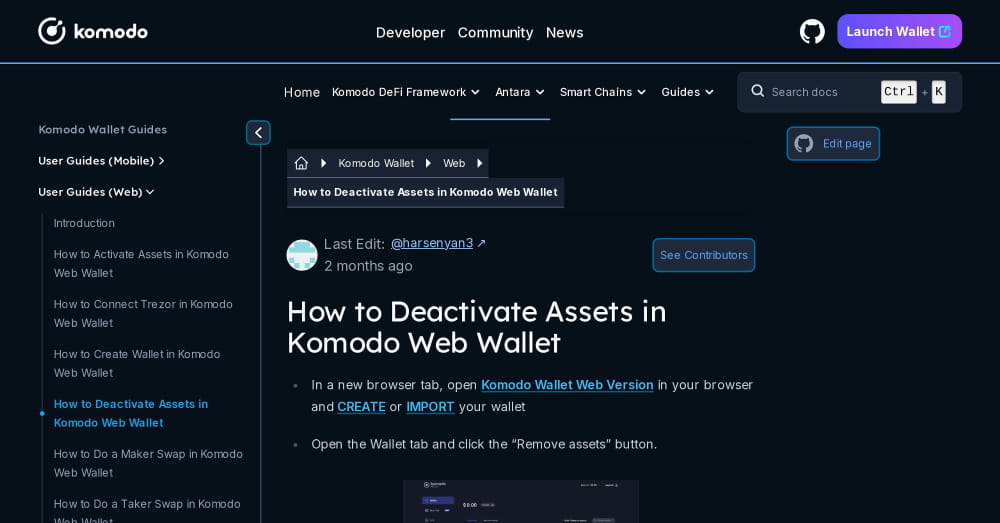 komodo
Developer Community News
Launch Wallet
Home Komodo DeFi Framework Antara Smart Chains Guides
Search docs Ctrl + K
Komodo Wallet Guides
User Guides (Mobile)
User Guides (Web)
Introduction
How to Activate Assets in Komodo
Web Wallet
How to Connect Trezor in Komodo
Web Wallet
How to Create Wallet in Komodo
Web Wallet
How to Deactivate Assets in
Komodo Web Wallet
How to Do a Maker Swap in Komodo
Web Wallet
How to Do a Taker Swap in Komodo
Web Wallet
Komodo Wallet Web
How to Deactivate Assets in Komodo Web Wallet
Edit page
Last Edit: @harsenyan3 ↗
2 months ago
See Contributors
How to Deactivate Assets in
Komodo Web Wallet
In a new browser tab, open Komodo Wallet Web Version in your browser
and CREATE or IMPORT your wallet
Open the Wallet tab and click the “Remove assets” button.
$ 0.00